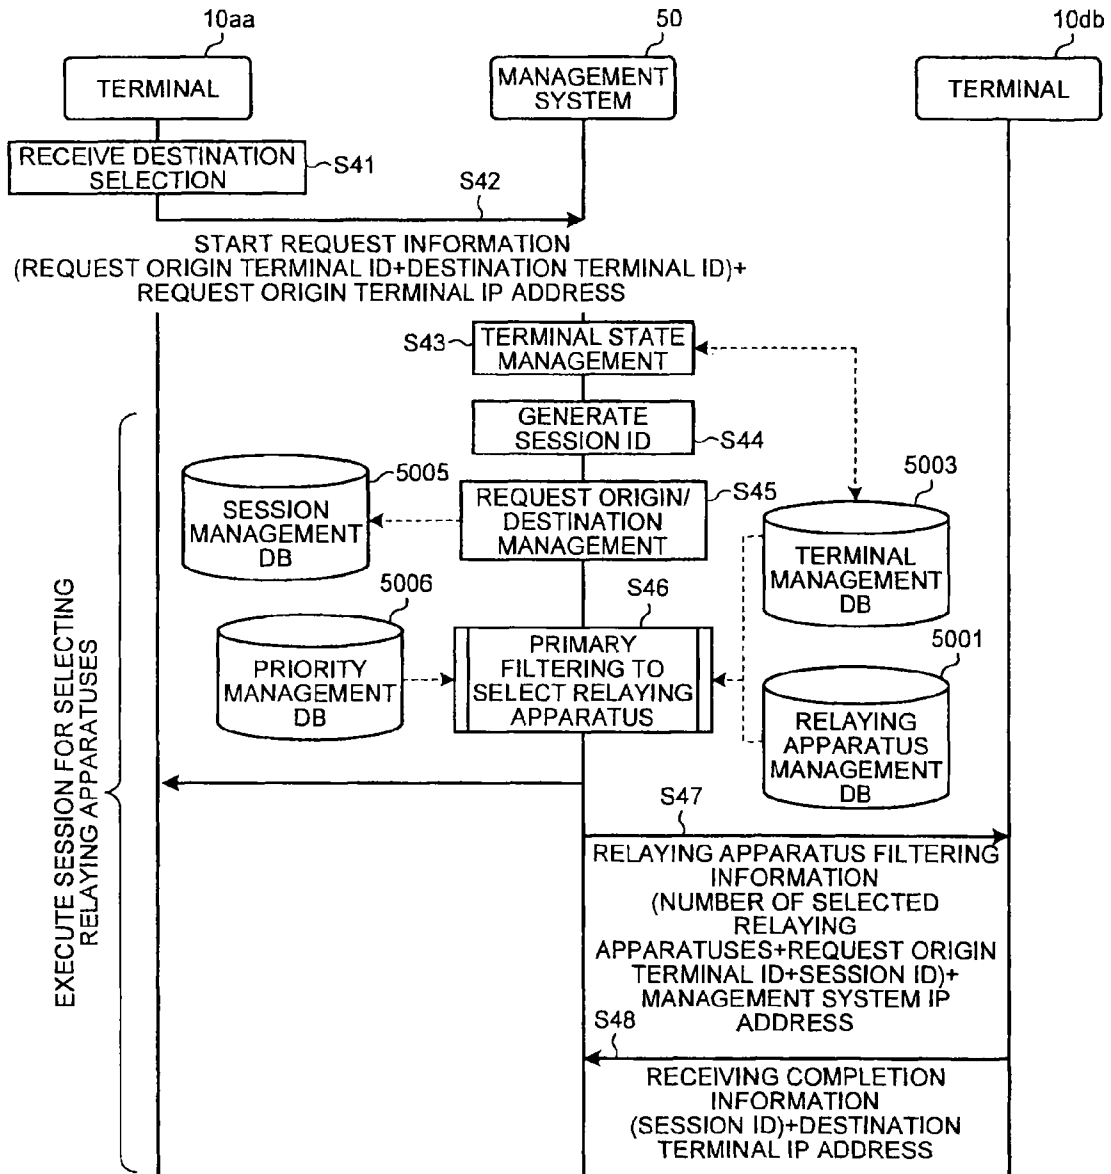 10aa
50
10db
TERMINAL
MANAGEMENT
SYSTEM
TERMINAL
RECEIVE DESTINATION
SELECTION
S41
S42
START REQUEST INFORMATION
(REQUEST ORIGIN TERMINAL ID+DESTINATION TERMINAL ID)+
REQUEST ORIGIN TERMINAL IP ADDRESS
S43
TERMINAL STATE
MANAGEMENT
GENERATE
SESSION ID
S44
5005
SESSION
MANAGEMENT
DB
REQUEST ORIGIN/
DESTINATION
MANAGEMENT
S45
5003
TERMINAL
MANAGEMENT
DB
5006
PRIORITY
MANAGEMENT
DB
S46
PRIMARY
FILTERING TO
SELECT RELAYING
APPARATUS
5001
RELAYING
APPARATUS
MANAGEMENT
DB
EXECUTE SESSION FOR SELECTING
RELAYING APPARATUSES
S47
RELAYING APPARATUS FILTERING
INFORMATION
(NUMBER OF SELECTED
RELAYING
APPARATUSES+REQUEST ORIGIN
TERMINAL ID+SESSION ID)+
MANAGEMENT SYSTEM IP
ADDRESS
S48
RECEIVING COMPLETION
INFORMATION
(SESSION ID)+DESTINATION
TERMINAL IP ADDRESS